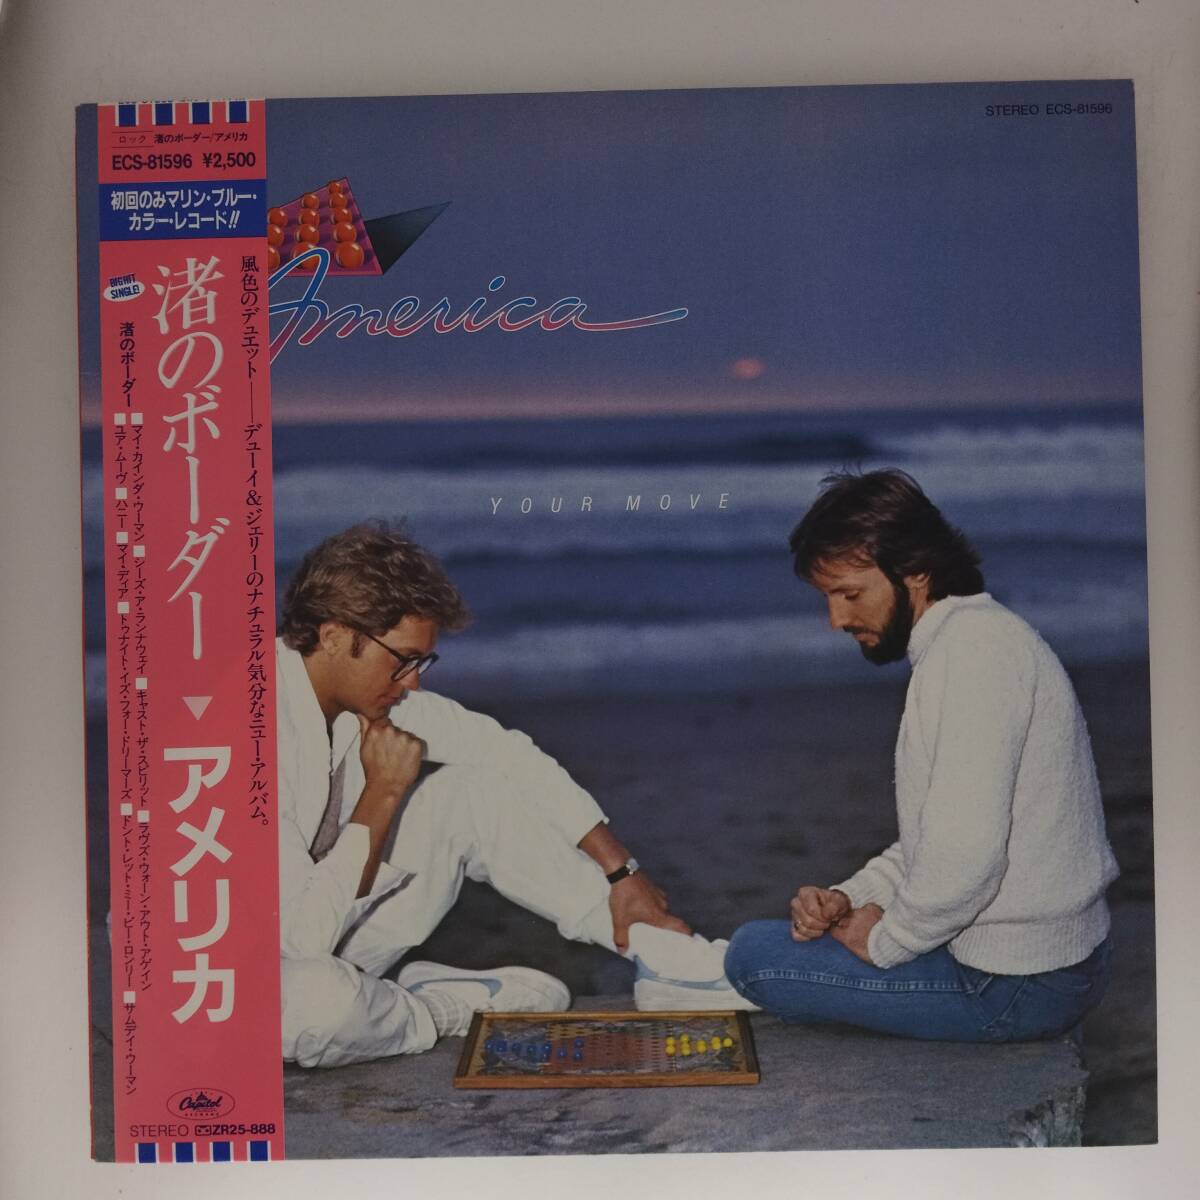 STEREO ECS-81596
ロック 渚のボーダー/アメリカ
ECS-81596 ¥2,500
初回のみマリン・ブルー・
カラー・レコード!!
America
YOUR MOVE
風色のデュエット——デューイ&ジェリーのナチュラル気分なニュー・アルバム。
渚のボーダー▼アメリカ
BIG HIT
SINGLE!
渚のボーダー
■マイ・カインダ・ウーマン■シーズ・ア・ランナウェイ■キャスト・ザ・スピリット■ラヴズ・ウォーン・アウト・アゲイン
■ユア・ムーヴ■ハニー■マイ・ディア■トゥナイト・イズ・フォー・ドリーマーズ■ドント・レット・ミー・ビー・ロンリー■サムデイ・ウーマン
Capitol
STEREO ZR25-888